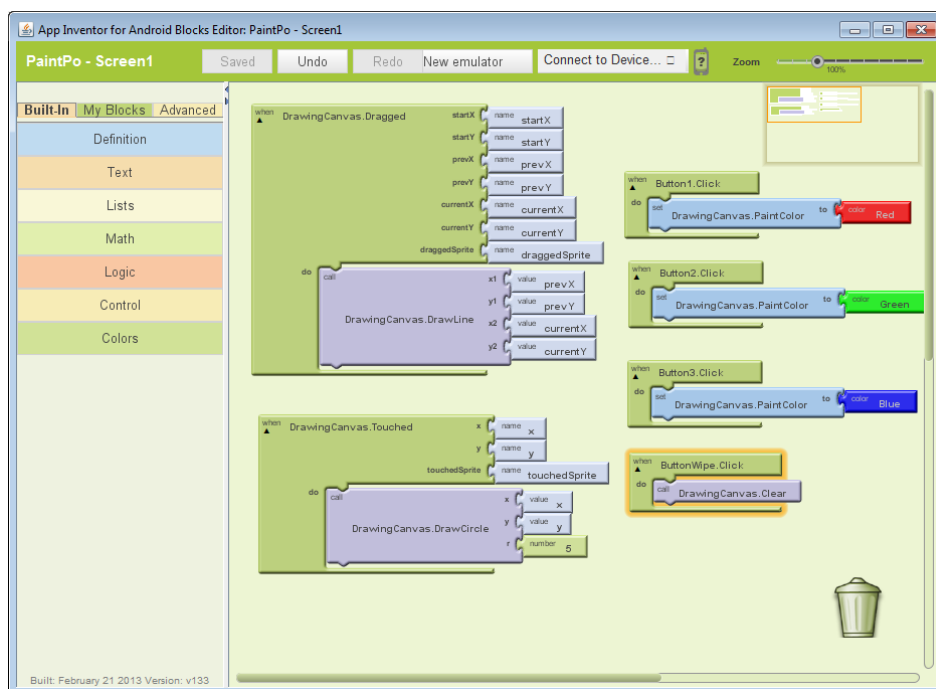 App Inventor for Android Blocks Editor: PaintPo - Screen1
PaintPo - Screen1 Saved Undo Redo New emulator Connect to Device... ? Zoom 100%
Built-In My Blocks Advanced
Definition
Text
Lists
Math
Logic
Control
Colors
Built: February 21 2013 Version: v133
when DrawingCanvas.Dragged startX name startX
startY name startY
prevX name prevX
prevY name prevY
currentX name currentX
currentY name currentY
draggedSprite name draggedSprite
do call DrawingCanvas.DrawLine x1 value prevX
y1 value prevY
x2 value currentX
y2 value currentY
when DrawingCanvas.Touched x name x
y name y
touchedSprite name touchedSprite
do call DrawingCanvas.DrawCircle x value x
y value y
r number 5
when Button1.Click
do set DrawingCanvas.PaintColor to color Red
when Button2.Click
do set DrawingCanvas.PaintColor to color Green
when Button3.Click
do set DrawingCanvas.PaintColor to color Blue
when ButtonWipe.Click
do call DrawingCanvas.Clear